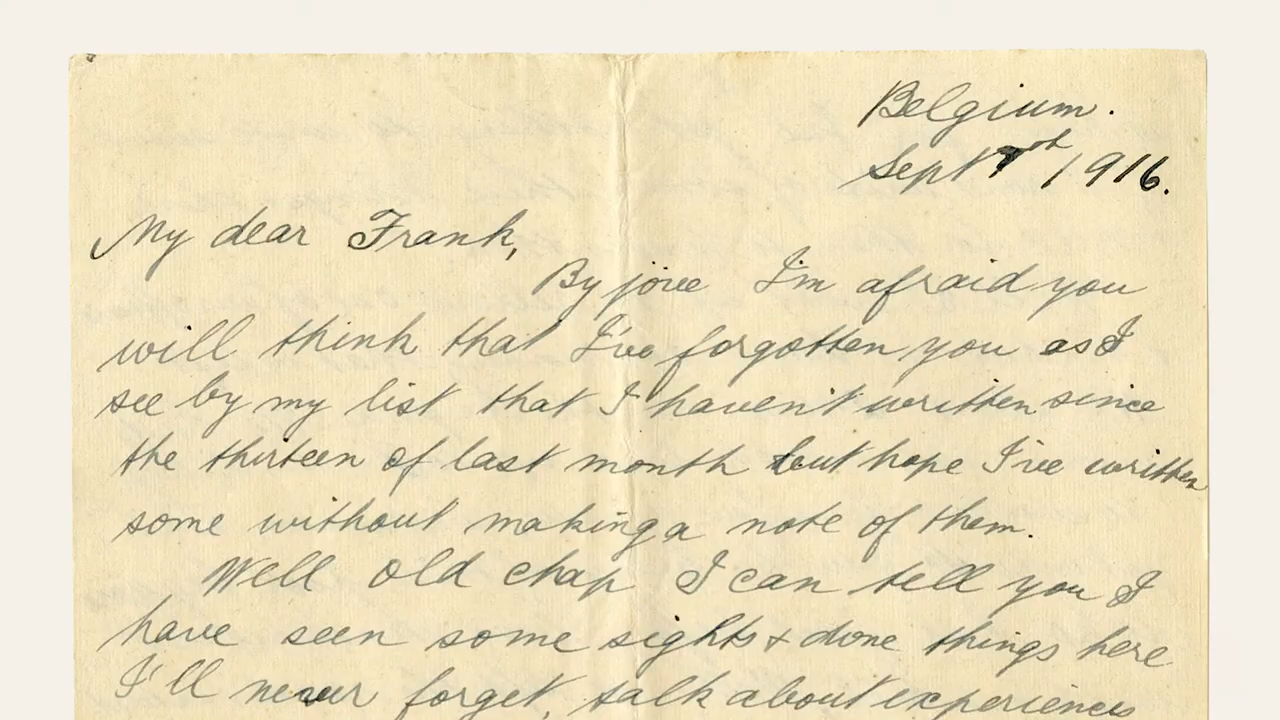 Belgium.
Sept 7th 1916.
My dear Frank,
By jove I'm afraid you
will think that I've forgotten you as I
see by my list that I haven't written since
the thirteen of last month but hope I've written
some without making a note of them.
Well old chap I can tell you I
have seen some sights & done things here
I'll never forget, talk about experiences